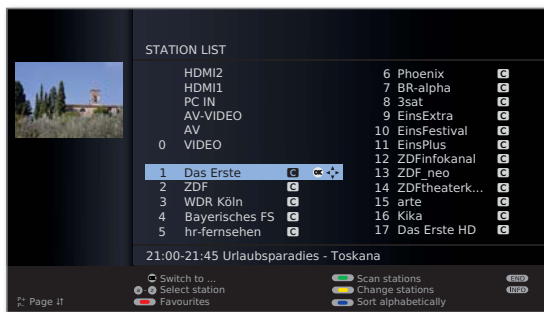 STATION LIST
HDMI2
HDMI1
PC IN
AV-VIDEO
AV
0 VIDEO
1 Das Erste C OK
2 ZDF C
3 WDR Köln C
4 Bayerisches FS C
5 hr-fernsehen C
6 Phoenix C
7 BR-alpha C
8 3sat C
9 EinsExtra C
10 EinsFestival C
11 EinsPlus C
12 ZDFinfokanal C
13 ZDF_neo C
14 ZDFtheaterk... C
15 arte C
16 Kika C
17 Das Erste HD C
21:00-21:45 Urlaubsparadies - Toskana
Switch to ...
Select station
P+ P- Page
Favourites
Scan stations END
Change stations INFO
Sort alphabetically